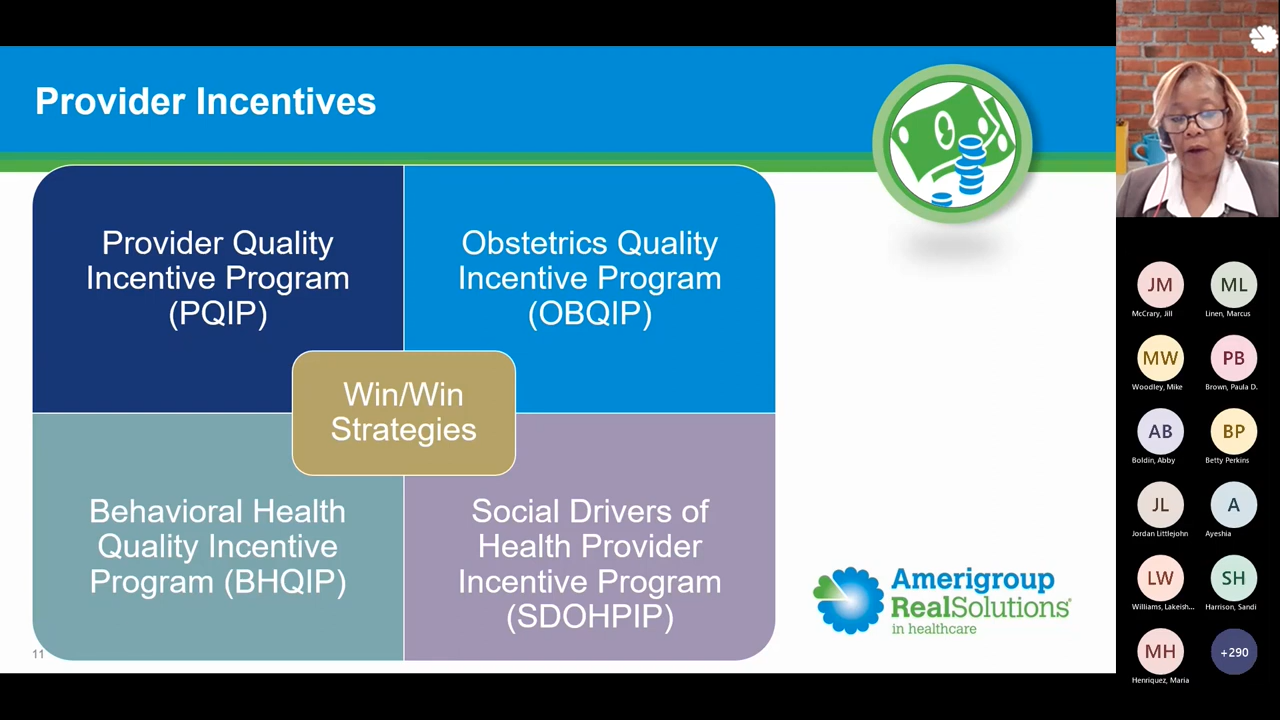 Provider Incentives
Provider Quality
Incentive Program
(PQIP)
Obstetrics Quality
Incentive Program
(OBQIP)
Win/Win
Strategies
Behavioral Health
Quality Incentive
Program (BHQIP)
Social Drivers of
Health Provider
Incentive Program
(SDOHPIP)
Amerigroup
RealSolutions®
in healthcare
11
JM
ML
McCrary, Jill
Linen, Marcus
MW
PB
Woodley, Mike
Brown, Paula D.
AB
BP
Boldin, Abby
Betty Perkins
JL
A
Jordan Littlejohn
Ayeshia
LW
SH
Williams, Lakeish...
Harrison, Sandi
MH
+290
Henriquez, Maria